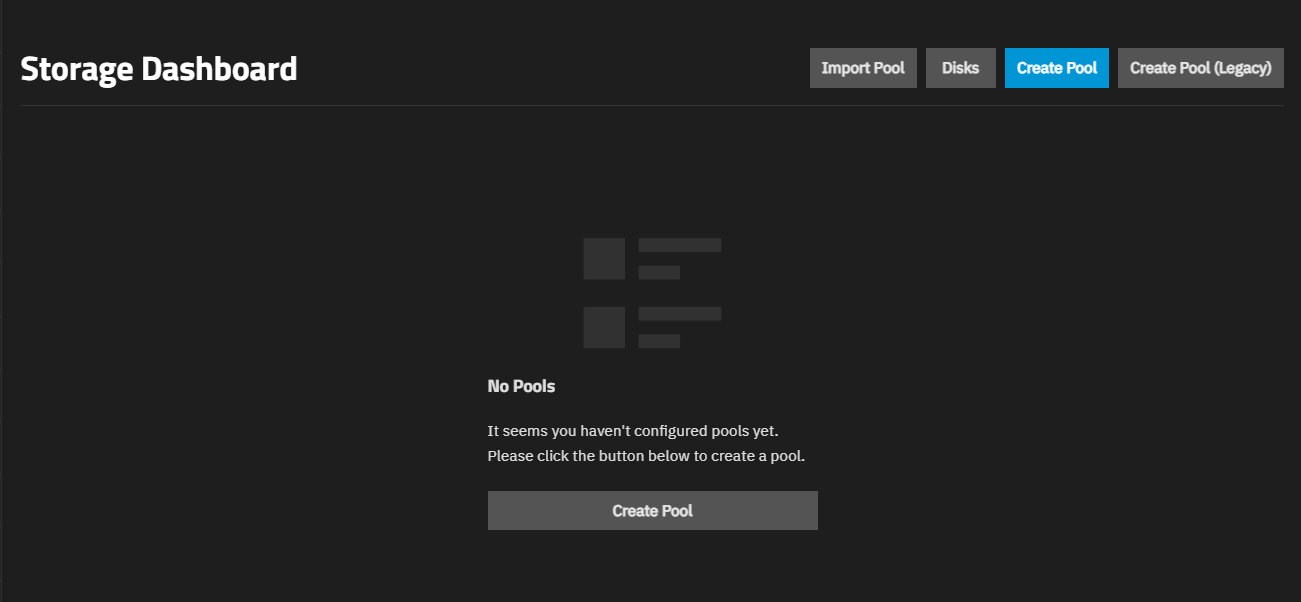 Storage Dashboard
Import Pool
Disks
Create Pool
Create Pool (Legacy)
No Pools
It seems you haven't configured pools yet.
Please click the button below to create a pool.
Create Pool